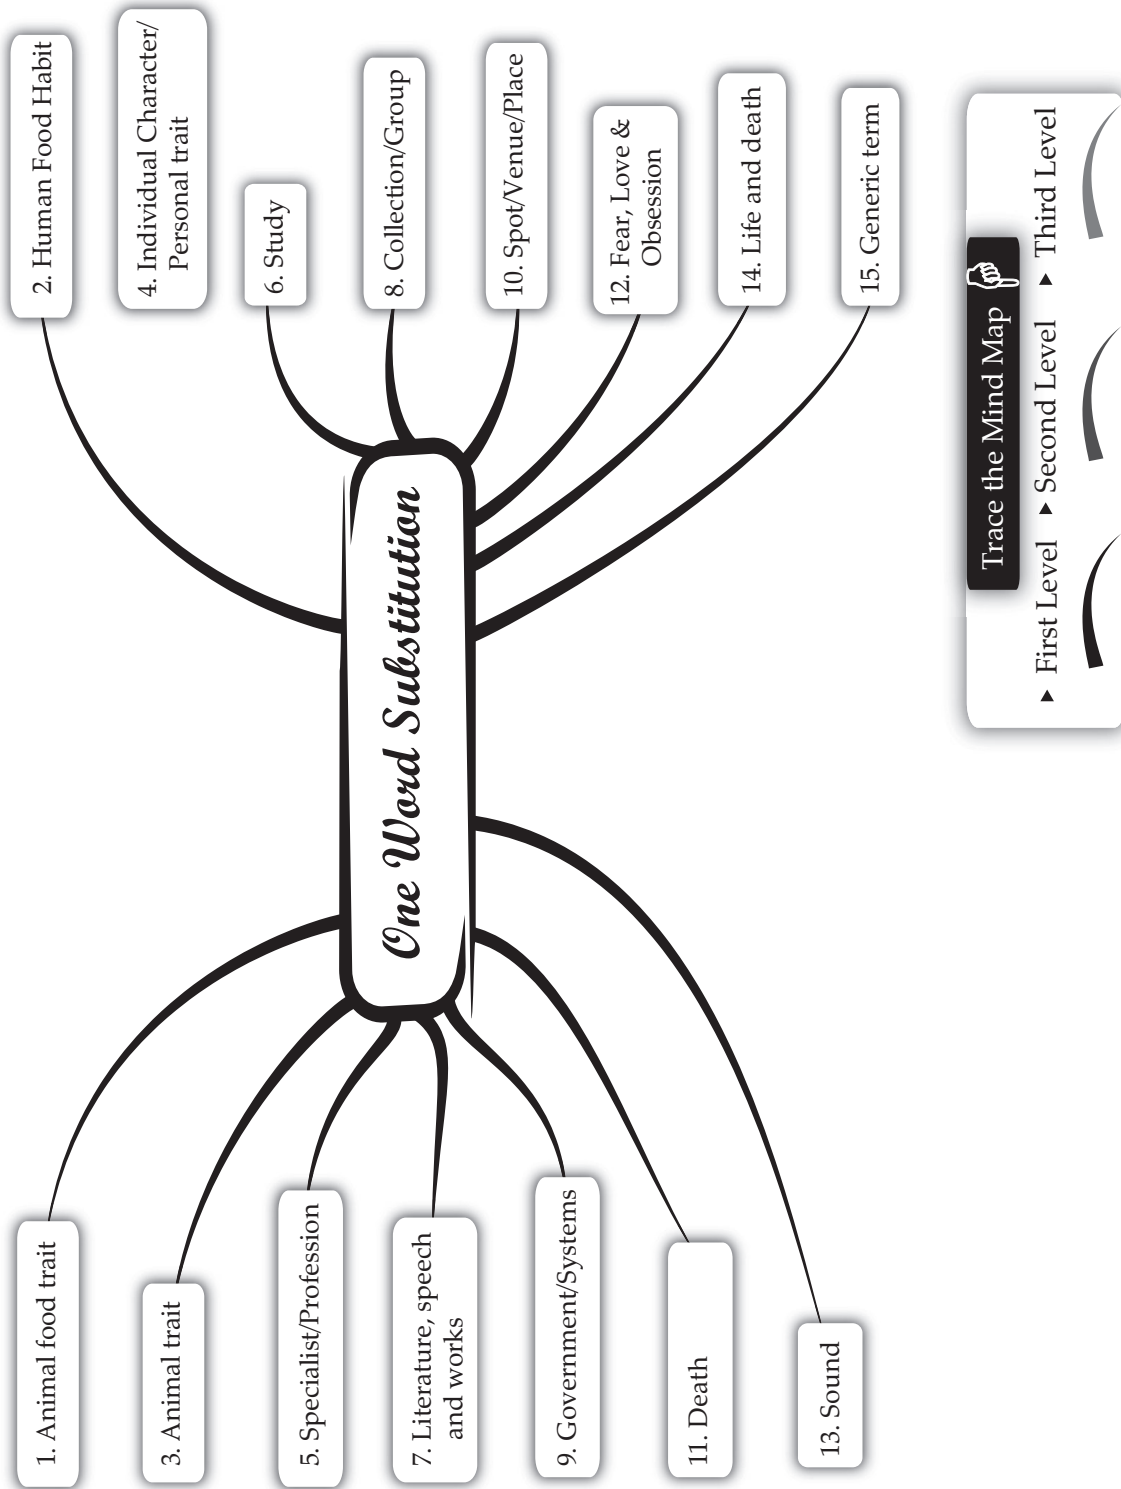 One Word Substitution
1. Animal food trait
2. Human Food Habit
3. Animal trait
4. Individual Character/
Personal trait
5. Specialist/Profession
6. Study
7. Literature, speech
and works
8. Collection/Group
9. Government/Systems
10. Spot/Venue/Place
11. Death
12. Fear, Love &
Obsession
13. Sound
14. Life and death
15. Generic term
Trace the Mind Map
First Level
Second Level
Third Level